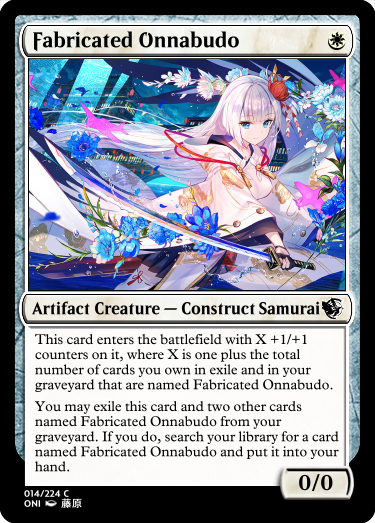 Fabricated Onnabudo
Artifact Creature — Construct Samurai
This card enters the battlefield with X +1/+1
counters on it, where X is one plus the total
number of cards you own in exile and in your
graveyard that are named Fabricated Onnabudo.
You may exile this card and two other cards
named Fabricated Onnabudo from your
graveyard. If you do, search your library for a card
named Fabricated Onnabudo and put it into your
hand.
0/0
014/224 C
ONI 藤原